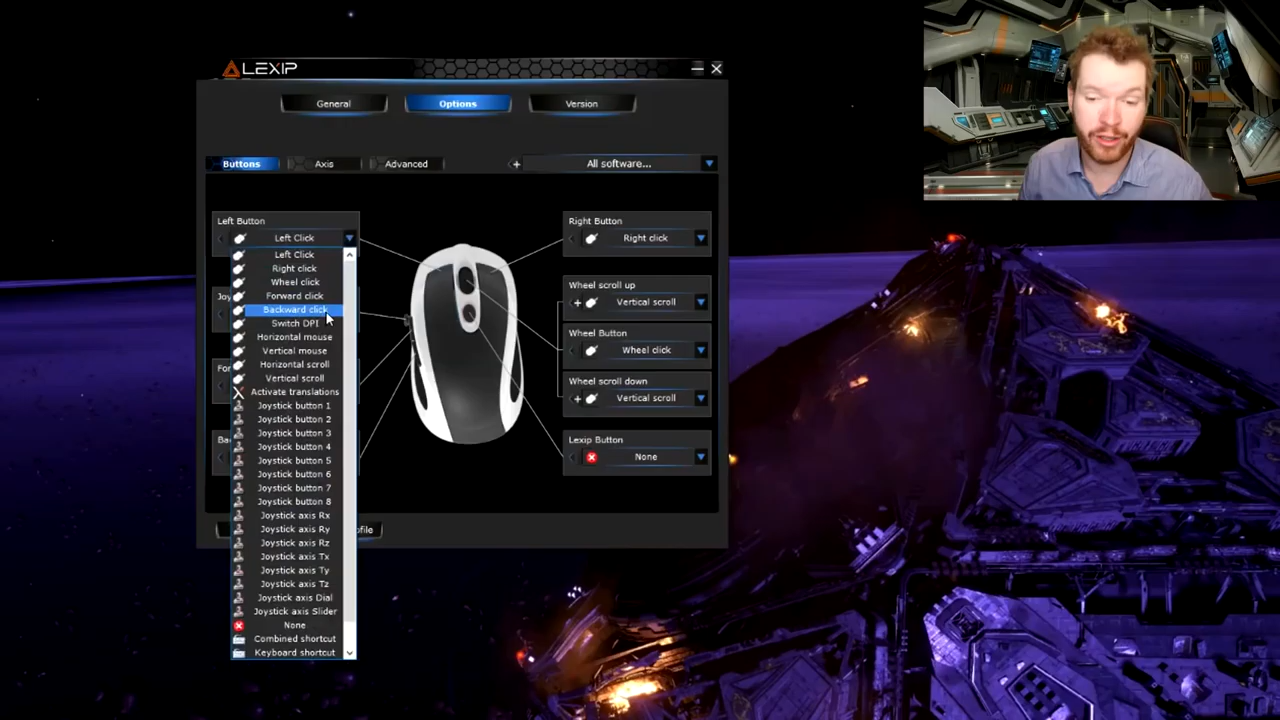 LEXIP
General
Options
Version
Buttons
Axis
Advanced
+
All software...
Left Button
Left Click
Left Click
Right click
Wheel click
Forward click
Backward click
Switch DPI
Horizontal mouse
Vertical mouse
Horizontal scroll
Vertical scroll
Activate translations
Joystick button 1
Joystick button 2
Joystick button 3
Joystick button 4
Joystick button 5
Joystick button 6
Joystick button 7
Joystick button 8
Joystick axis Rx
Joystick axis Ry
Joystick axis Rz
Joystick axis Tx
Joystick axis Ty
Joystick axis Tz
Joystick axis Dial
Joystick axis Slider
None
Combined shortcut
Keyboard shortcut
Joy
For
Ba
ofile
Right Button
Right click
Wheel scroll up
+ Vertical scroll
Wheel Button
Wheel click
Wheel scroll down
+ Vertical scroll
Lexip Button
None